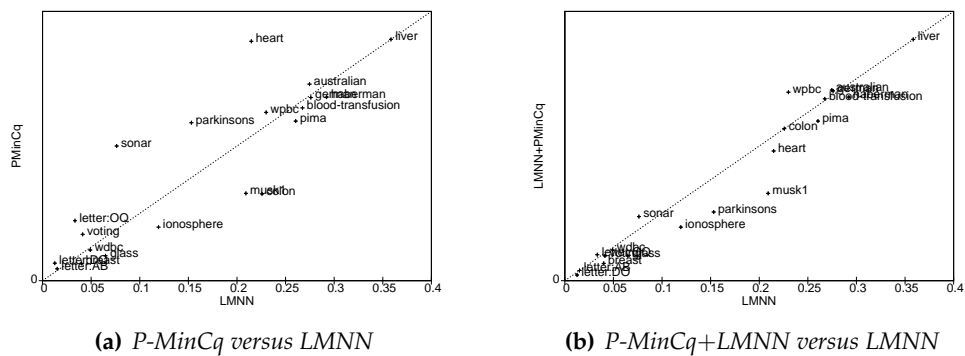 heart
liver
australian
german
haberman
blood-transfusion
wpbc
parkinsons
pima
sonar
musk1
colon
letter:OQ
voting
ionosphere
wdbc
glass
breast
letter:AB
PMinCq
0
0 0.05 0.1 0.15 0.2 0.25 0.3 0.35 0.4
LMNN
(a) P-MinCq versus LMNN
liver
australian
wpbc
haberman
blood-transfusion
colon
pima
heart
musk1
parkinsons
sonar
ionosphere
wdbc
glass
breast
letter:AB
letter:DO
LMNN+PMinCq
0
0 0.05 0.1 0.15 0.2 0.25 0.3 0.35 0.4
LMNN
(b) P-MinCq+LMNN versus LMNN